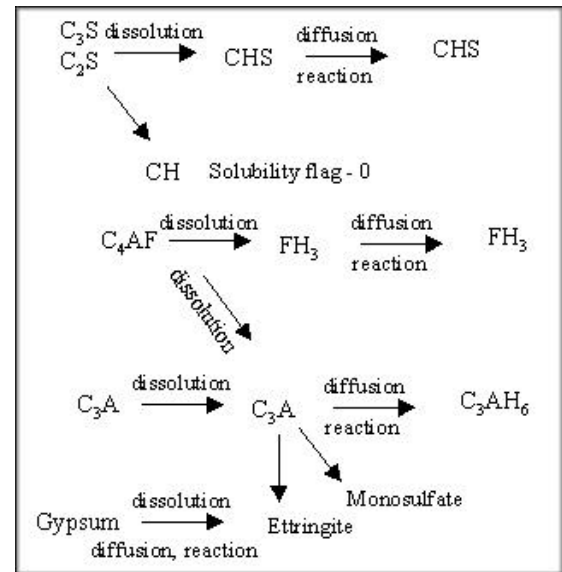 C₃S dissolution diffusion CHS
C₂S CHS reaction
CH Solubility flag - 0
dissolution diffusion FH₃
C₄AF FH₃ reaction
dissolution
dissolution diffusion
C₃A C₃A reaction C₃AH₆
dissolution Monosulfate
Gypsum Ettringite
diffusion, reaction